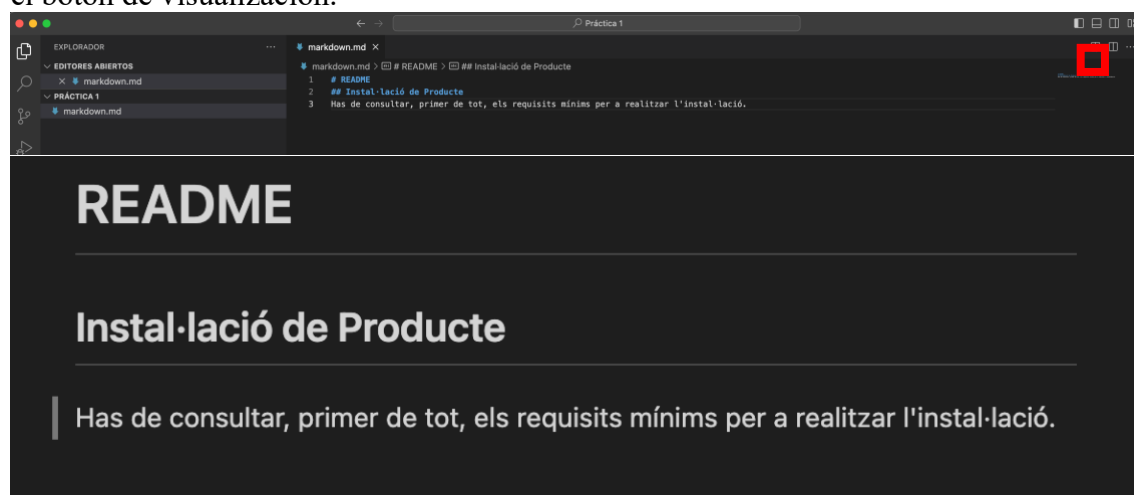 el botón de visualización.
Práctica 1
EXPLORADOR
markdown.md
EDITORES ABIERTOS
markdown.md > # README > ## Instal·lació de Producte
markdown.md
1 # README
PRÁCTICA 1
2 ## Instal·lació de Producte
markdown.md
3 Has de consultar, primer de tot, els requisits mínims per a realitzar l'instal·lació.
README
Instal·lació de Producte
Has de consultar, primer de tot, els requisits mínims per a realitzar l'instal·lació.